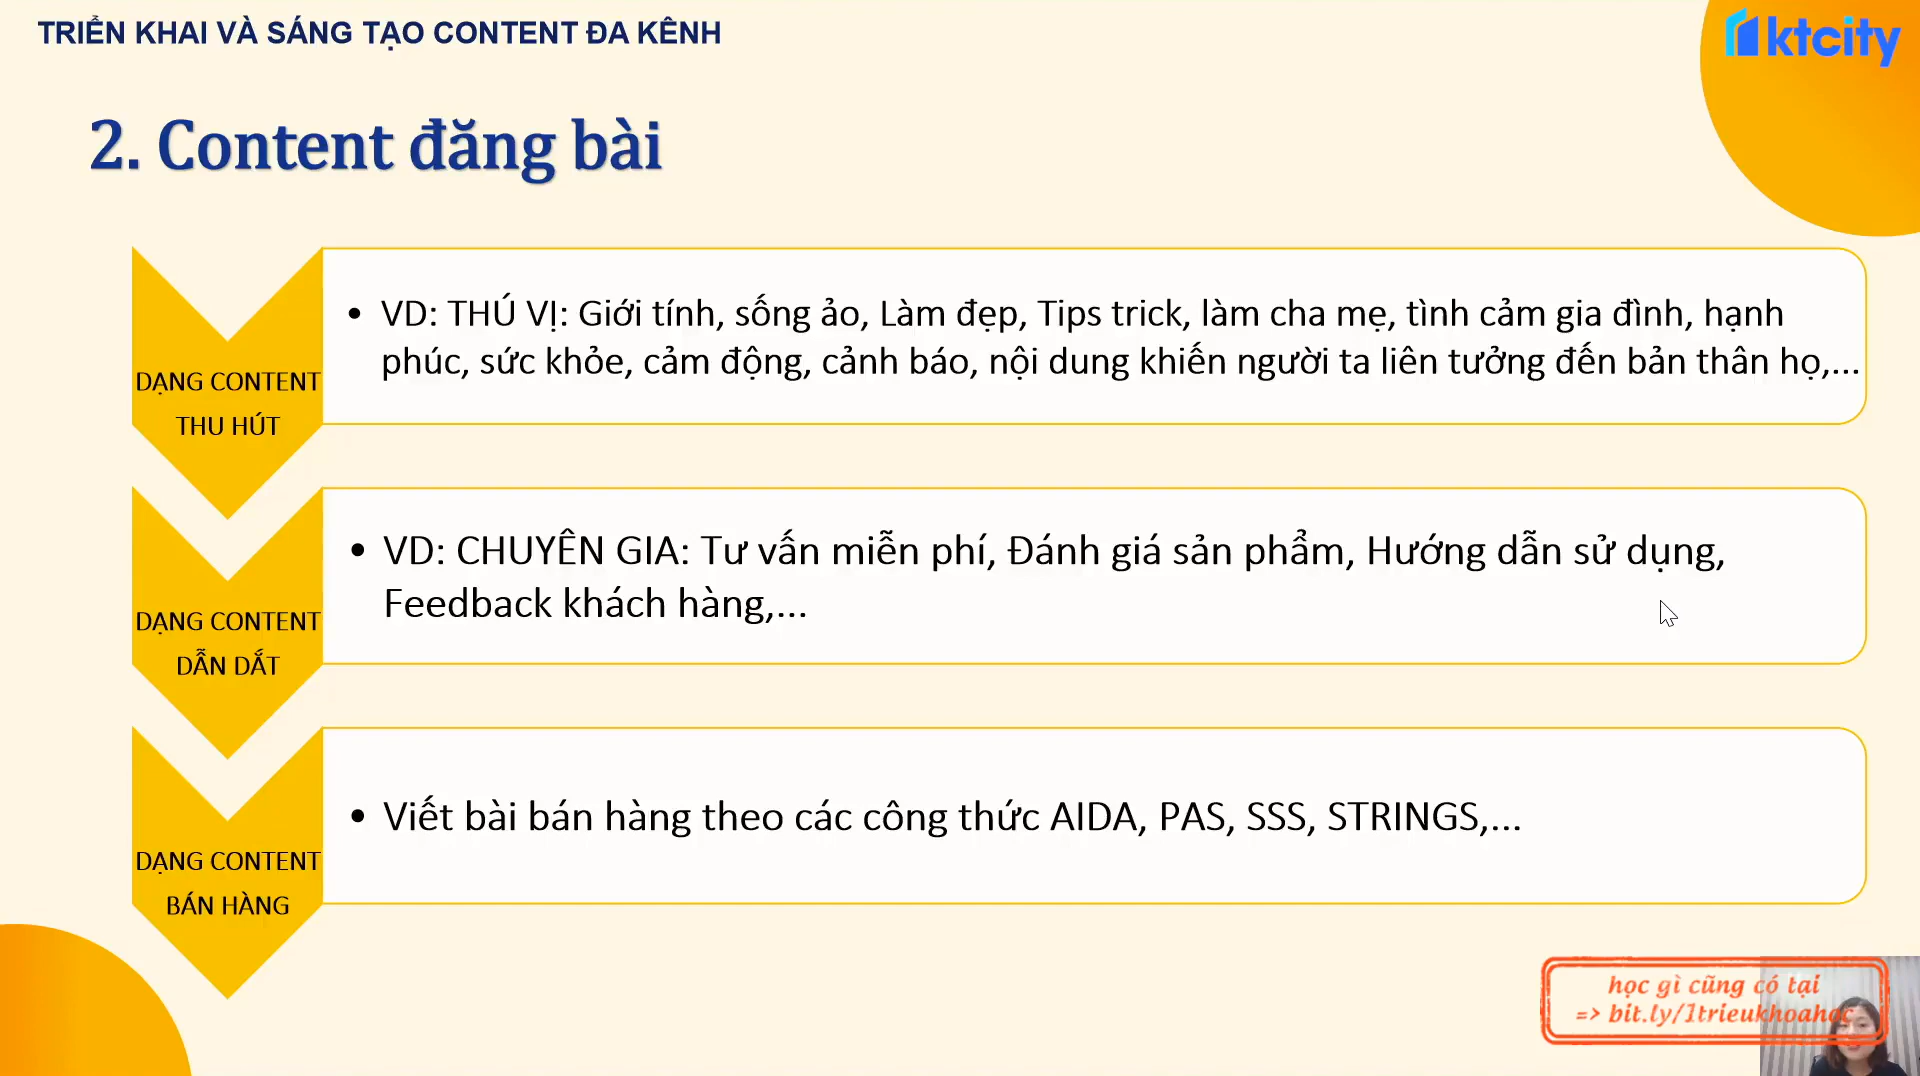 TRIỂN KHAI VÀ SÁNG TẠO CONTENT ĐA KÊNH
ktcity
2. Content đăng bài
DẠNG CONTENT
THU HÚT
• VD: THÚ VỊ: Giới tính, sống ảo, Làm đẹp, Tips trick, làm cha mẹ, tình cảm gia đình, hạnh
phúc, sức khỏe, cảm động, cảnh báo, nội dung khiến người ta liên tưởng đến bản thân họ,...
DẠNG CONTENT
DẪN DẮT
• VD: CHUYÊN GIA: Tư vấn miễn phí, Đánh giá sản phẩm, Hướng dẫn sử dụng,
Feedback khách hàng,...
DẠNG CONTENT
BÁN HÀNG
• Viết bài bán hàng theo các công thức AIDA, PAS, SSS, STRINGS,...
học gì cũng có tại
=> bit.ly/1trieukhoahoc